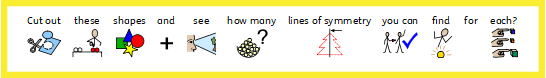 Cut out these shapes and see how many lines of symmetry you can find for each?